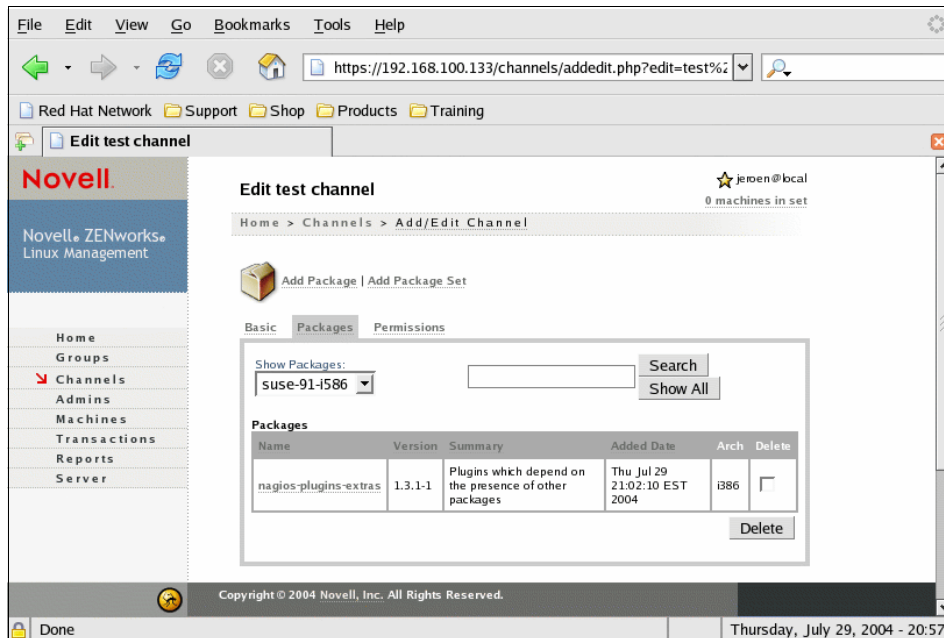 File Edit View Go Bookmarks Tools Help
https://192.168.100.133/channels/addedit.php?edit=test%2
Red Hat Network Support Shop Products Training
Edit test channel
Novell.
Novell® ZENworks®
Linux Management
Home
Groups
Channels
Admins
Machines
Transactions
Reports
Server
Edit test channel
jeroen@local
0 machines in set
Home > Channels > Add/Edit Channel
Add Package | Add Package Set
Basic Packages Permissions
Show Packages:
suse-91-i586
Search
Show All
Packages
Name Version Summary Added Date Arch Delete
nagios-plugins-extras 1.3.1-1 Plugins which depend on the presence of other packages Thu Jul 29 21:02:10 EST 2004 i386
Delete
Copyright © 2004 Novell, Inc. All Rights Reserved.
Done
Thursday, July 29, 2004 - 20:57